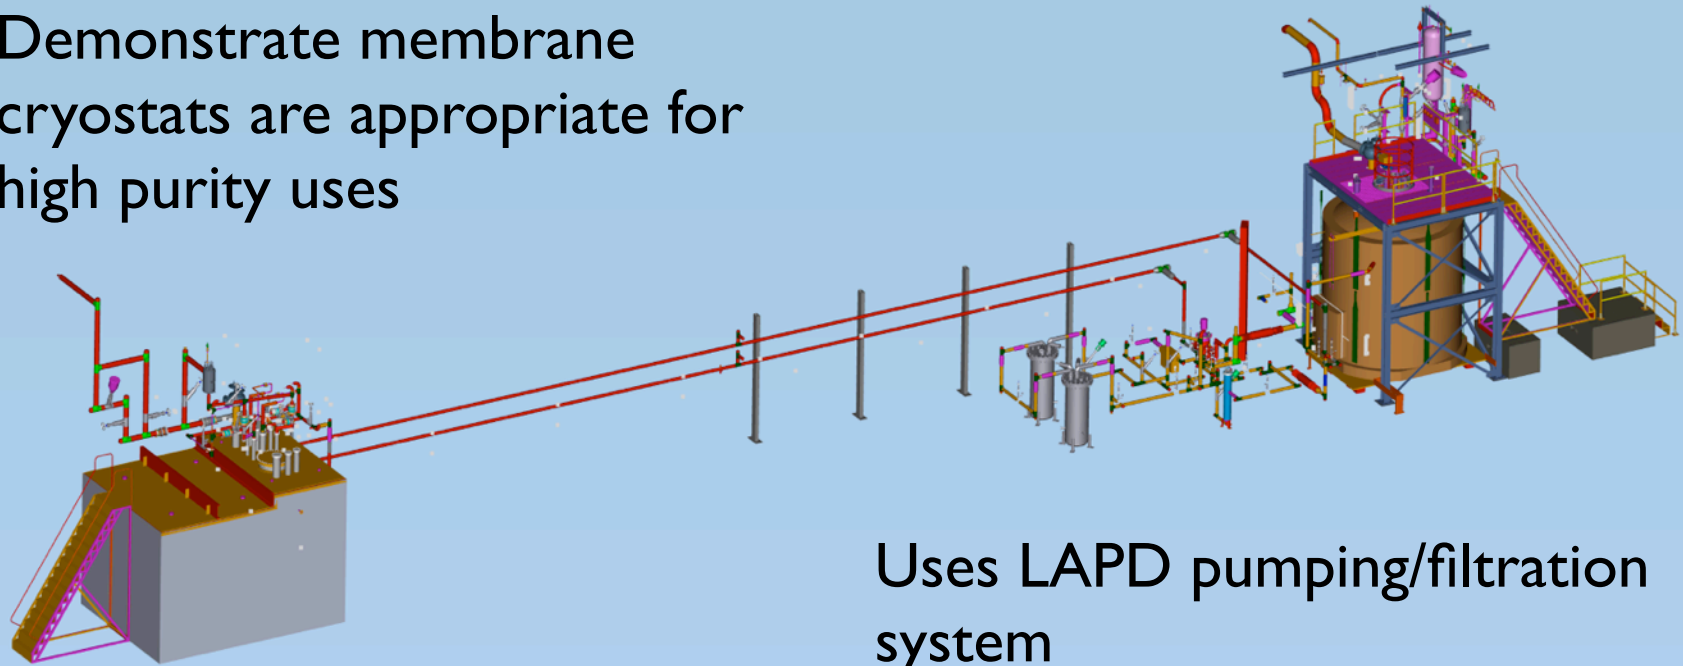 Demonstrate membrane
cryostats are appropriate for
high purity uses
Uses LAPD pumping/filtration
system